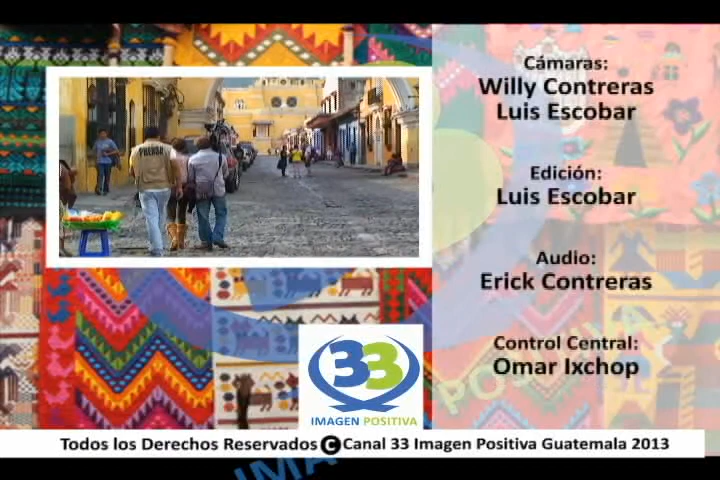 Cámaras:
Willy Contreras
Luis Escobar
PRENSA
Edición:
Luis Escobar
Audio:
Erick Contreras
Control Central:
Omar Ixchop
33
IMAGEN POSITIVA
Todos los Derechos Reservados C Canal 33 Imagen Positiva Guatemala 2013